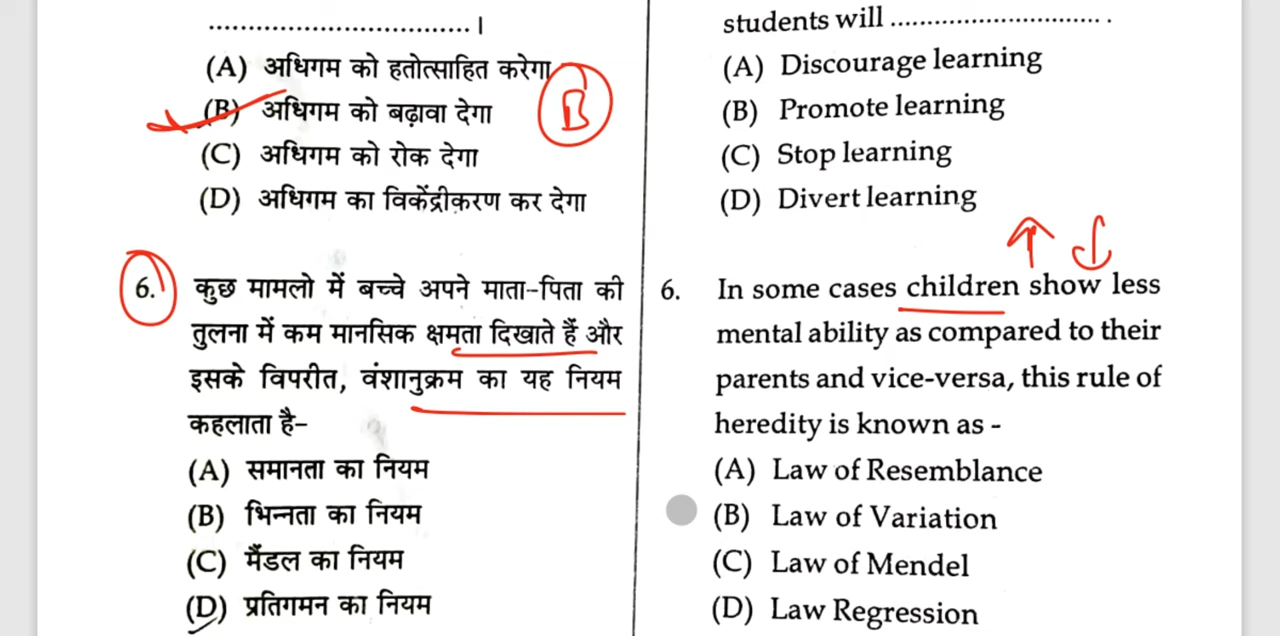 ................................. |
(A) अधिगम को हतोत्साहित करेगा
(B) अधिगम को बढ़ावा देगा
B
(C) अधिगम को रोक देगा
(D) अधिगम का विकेंद्रीकरण कर देगा
6. कुछ मामलो में बच्चे अपने माता-पिता की
तुलना में कम मानसिक क्षमता दिखाते हैं और
इसके विपरीत, वंशानुक्रम का यह नियम
कहलाता है-
(A) समानता का नियम
(B) भिन्नता का नियम
(C) मैंडल का नियम
(D) प्रतिगमन का नियम
students will ............................. .
(A) Discourage learning
(B) Promote learning
(C) Stop learning
(D) Divert learning
6. In some cases children show less
mental ability as compared to their
parents and vice-versa, this rule of
heredity is known as -
(A) Law of Resemblance
(B) Law of Variation
(C) Law of Mendel
(D) Law Regression